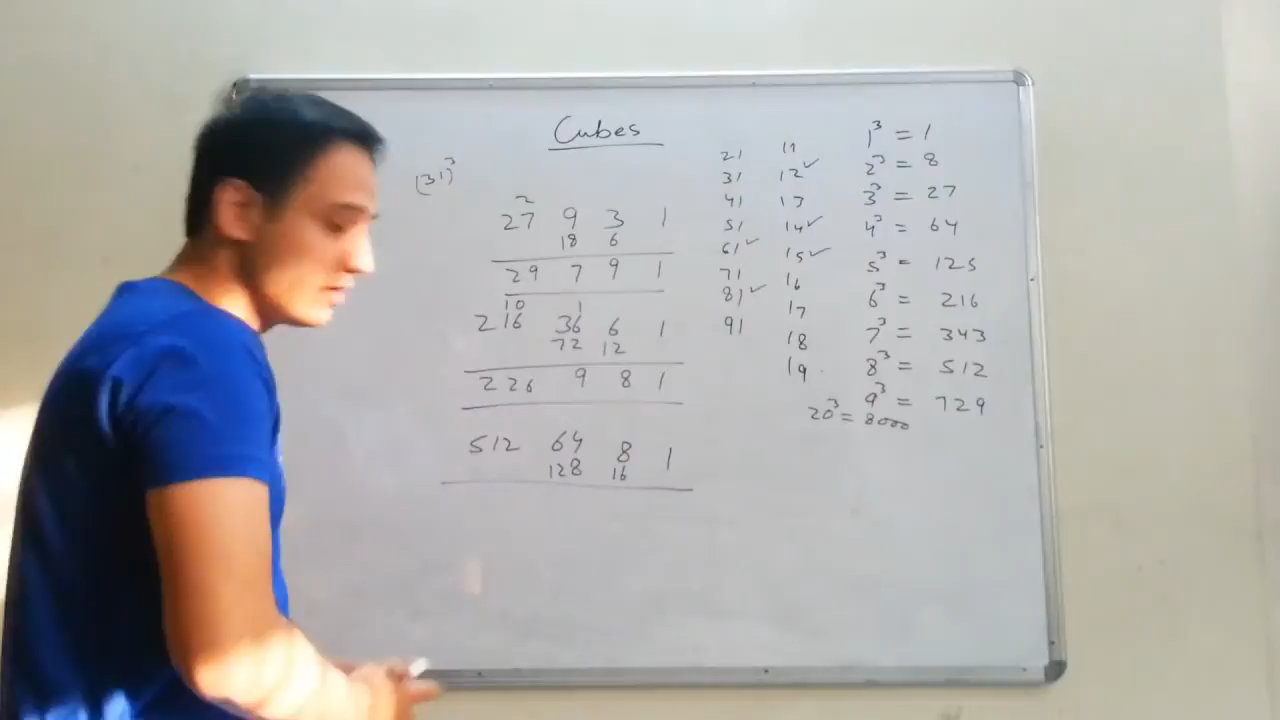 Cubes
(31)³
2
27 9 3 1
18 6
29 7 9 1
10 1
216 36 6 1
72 12
226 9 8 1
512 64 8 1
128 16
21
31
41
51
61 ✓
71
81 ✓
91
11
12 ✓
13
14 ✓
15 ✓
16
17
18
19
1³ = 1
2³ = 8
3³ = 27
4³ = 64
5³ = 125
6³ = 216
7³ = 343
8³ = 512
9³ = 729
20³ = 8000